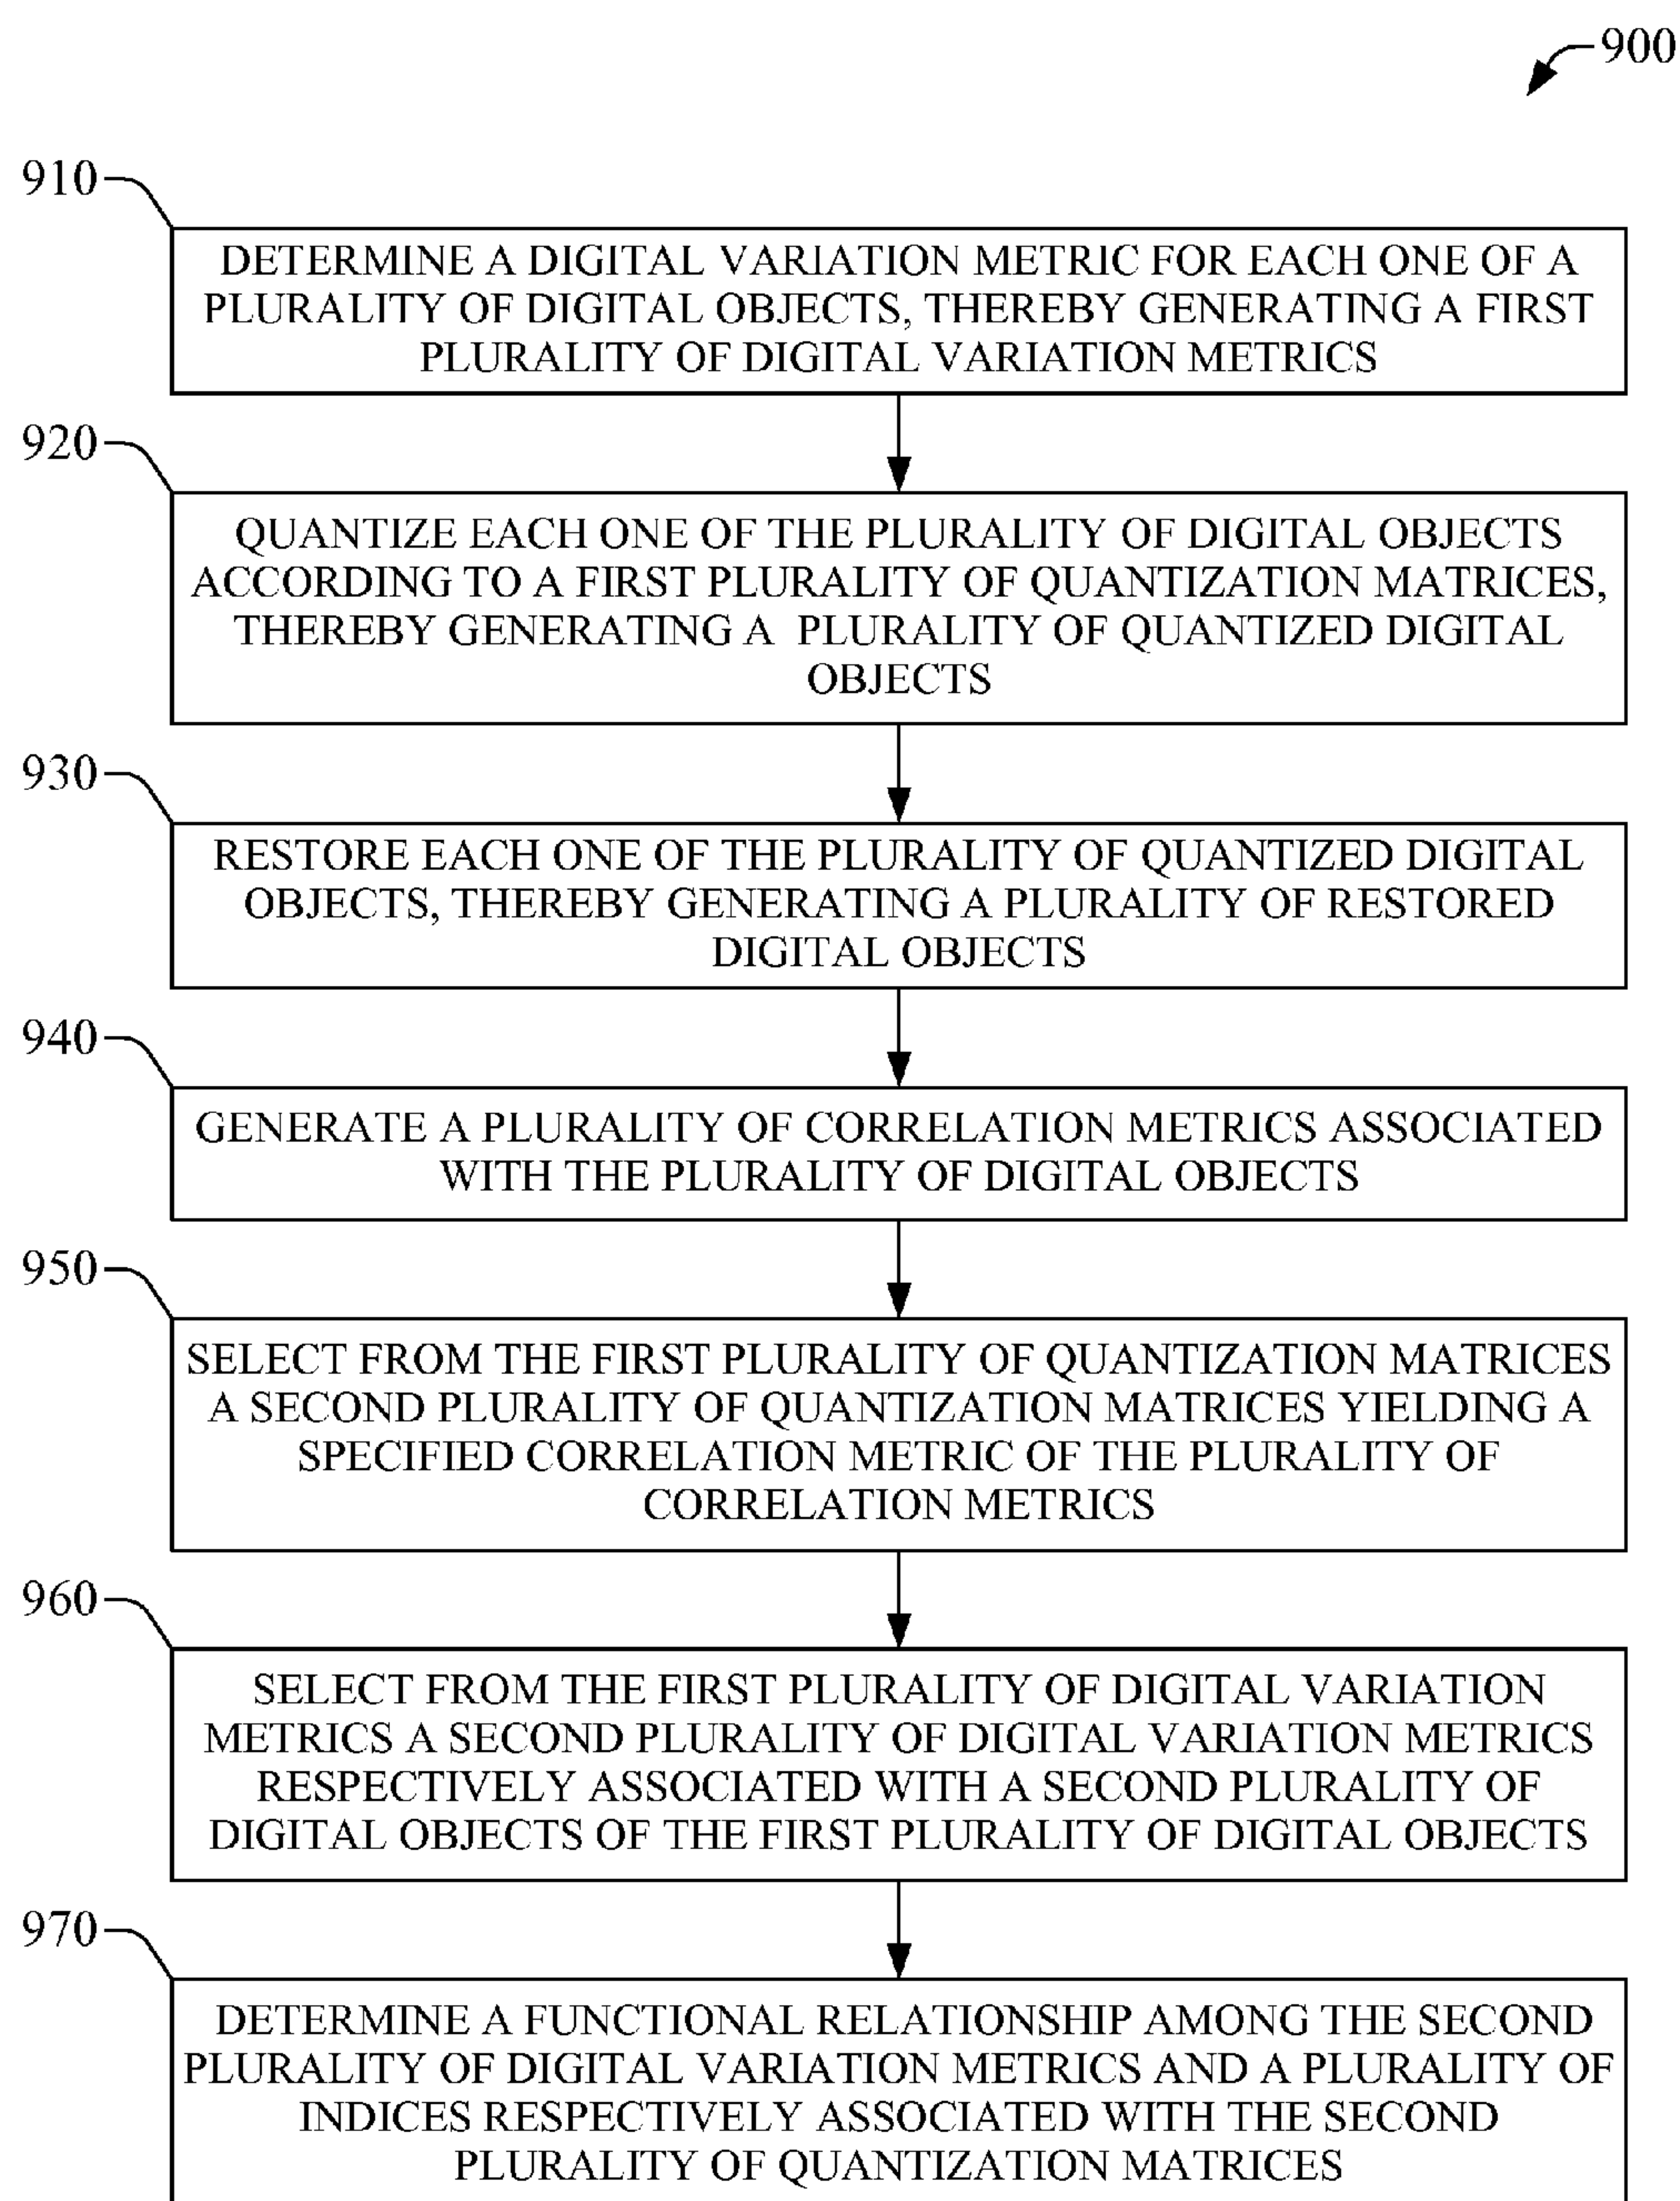 900
910
DETERMINE A DIGITAL VARIATION METRIC FOR EACH ONE OF A
PLURALITY OF DIGITAL OBJECTS, THEREBY GENERATING A FIRST
PLURALITY OF DIGITAL VARIATION METRICS
920
QUANTIZE EACH ONE OF THE PLURALITY OF DIGITAL OBJECTS
ACCORDING TO A FIRST PLURALITY OF QUANTIZATION MATRICES,
THEREBY GENERATING A PLURALITY OF QUANTIZED DIGITAL
OBJECTS
930
RESTORE EACH ONE OF THE PLURALITY OF QUANTIZED DIGITAL
OBJECTS, THEREBY GENERATING A PLURALITY OF RESTORED
DIGITAL OBJECTS
940
GENERATE A PLURALITY OF CORRELATION METRICS ASSOCIATED
WITH THE PLURALITY OF DIGITAL OBJECTS
950
SELECT FROM THE FIRST PLURALITY OF QUANTIZATION MATRICES
A SECOND PLURALITY OF QUANTIZATION MATRICES YIELDING A
SPECIFIED CORRELATION METRIC OF THE PLURALITY OF
CORRELATION METRICS
960
SELECT FROM THE FIRST PLURALITY OF DIGITAL VARIATION
METRICS A SECOND PLURALITY OF DIGITAL VARIATION METRICS
RESPECTIVELY ASSOCIATED WITH A SECOND PLURALITY OF
DIGITAL OBJECTS OF THE FIRST PLURALITY OF DIGITAL OBJECTS
970
DETERMINE A FUNCTIONAL RELATIONSHIP AMONG THE SECOND
PLURALITY OF DIGITAL VARIATION METRICS AND A PLURALITY OF
INDICES RESPECTIVELY ASSOCIATED WITH THE SECOND
PLURALITY OF QUANTIZATION MATRICES